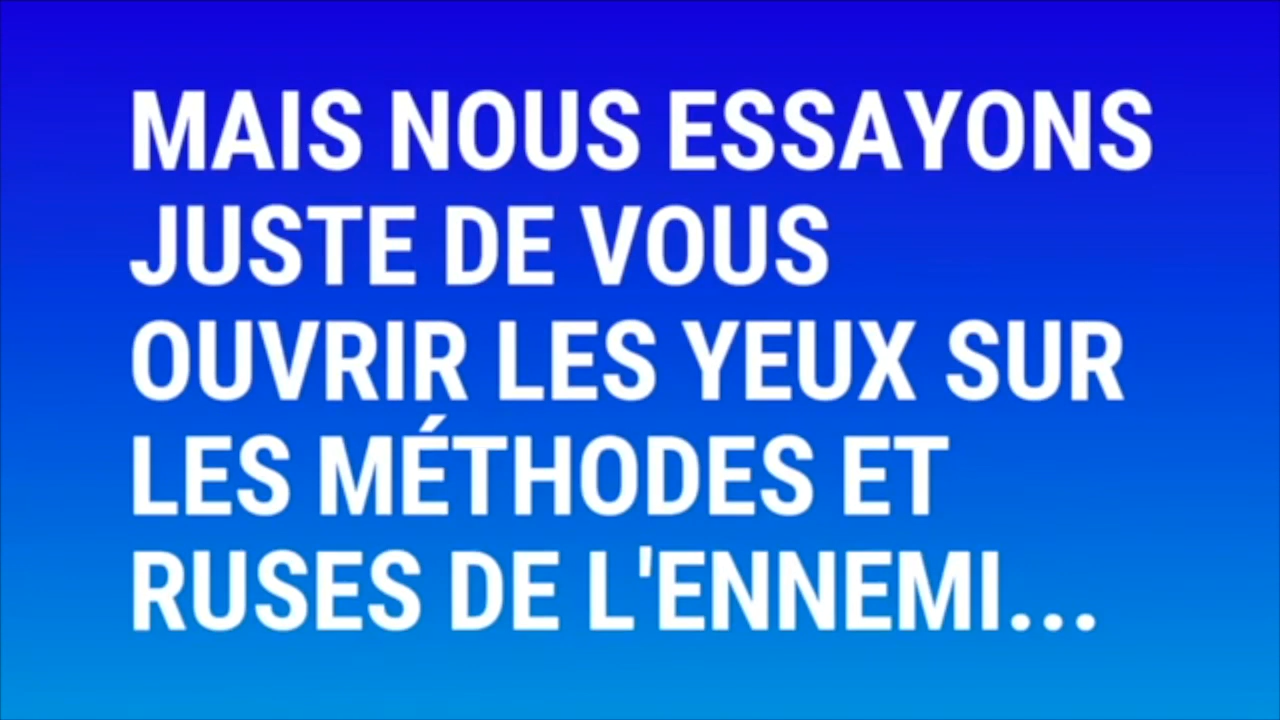 MAIS NOUS ESSAYONS
JUSTE DE VOUS
OUVRIR LES YEUX SUR
LES MÉTHODES ET
RUSES DE L'ENNEMI...